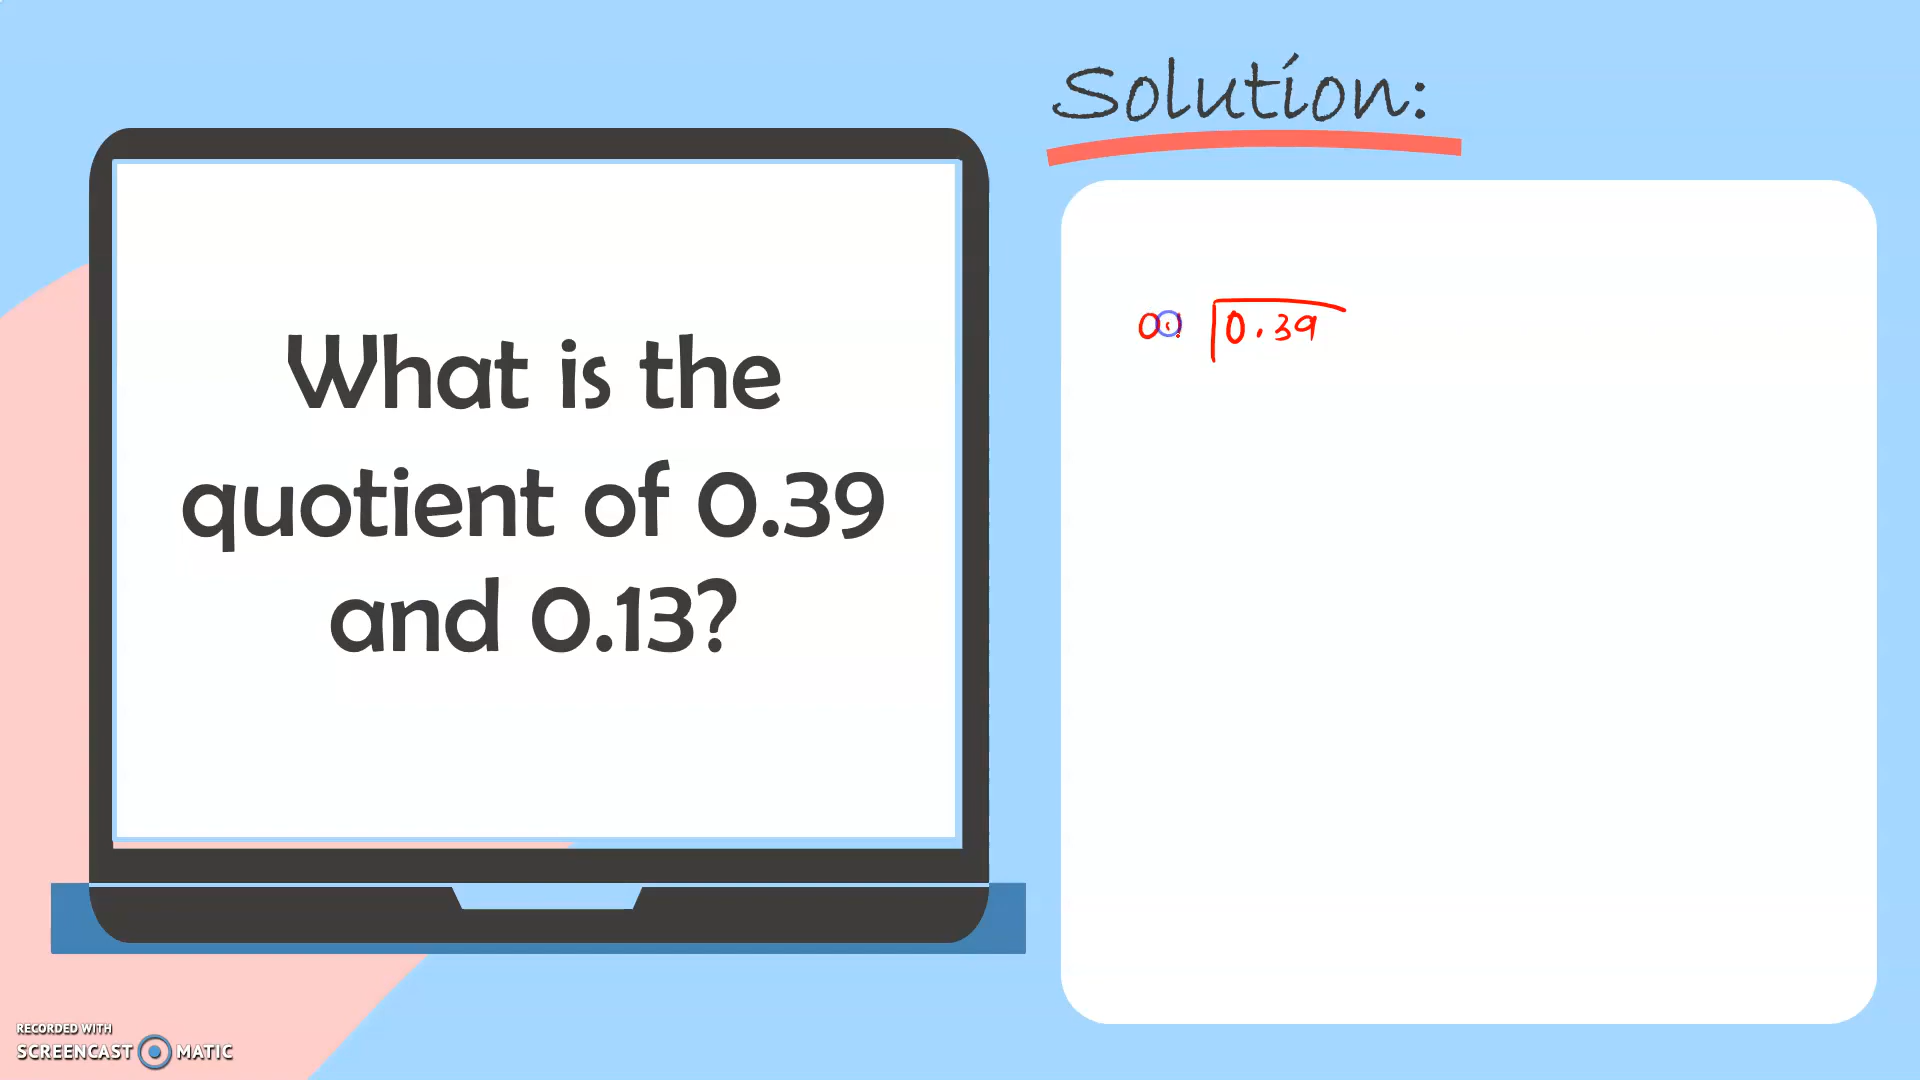 Solution:
What is the
quotient of 0.39
and 0.13?
0.39
RECORDED WITH
SCREENCAST MATIC